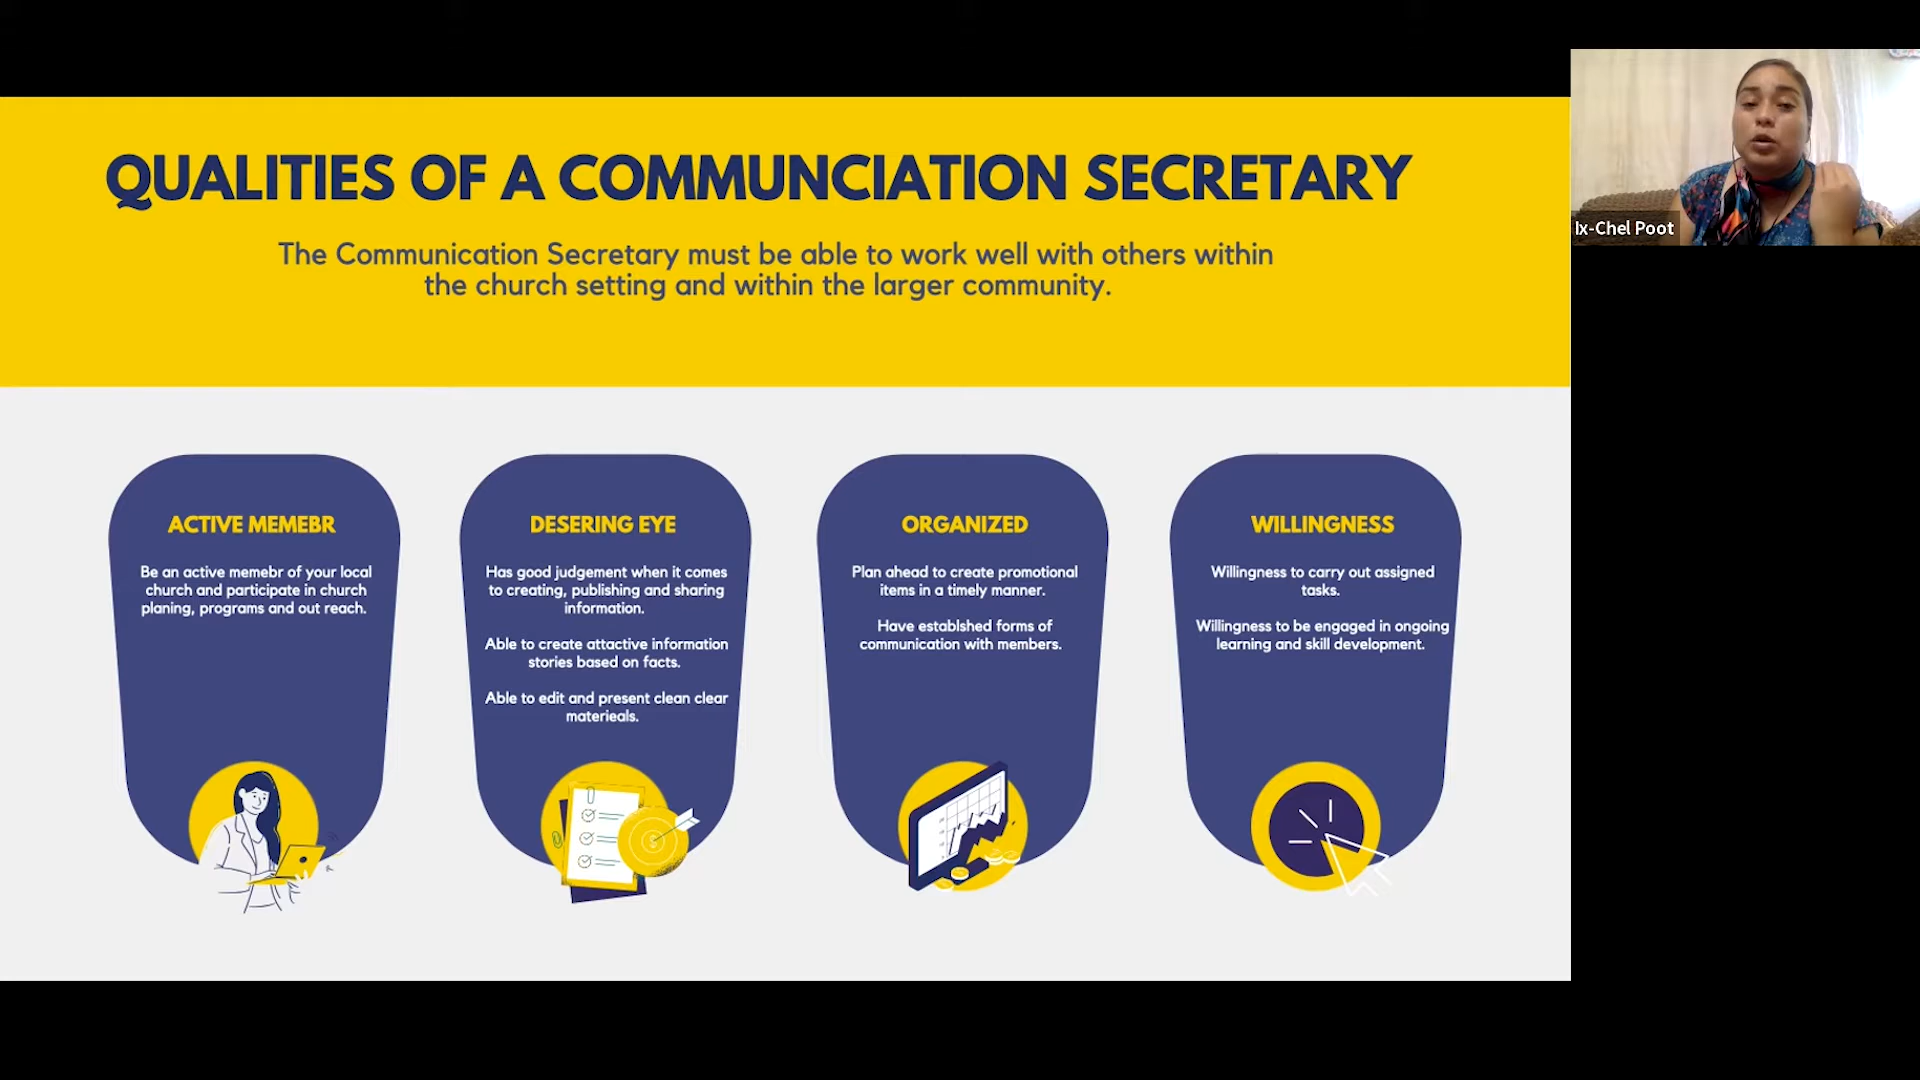 QUALITIES OF A COMMUNCIATION SECRETARY
The Communication Secretary must be able to work well with others within
the church setting and within the larger community.
Ix-Chel Poot
ACTIVE MEMEBR
Be an active memebr of your local
church and participate in church
planing, programs and out reach.
DESERING EYE
Has good judgement when it comes
to creating, publishing and sharing
information.
Able to create attactive information
stories based on facts.
Able to edit and present clean clear
materieals.
ORGANIZED
Plan ahead to create promotional
items in a timely manner.
Have establshed forms of
communication with members.
WILLINGNESS
Willingness to carry out assigned
tasks.
Willingness to be engaged in ongoing
learning and skill development.